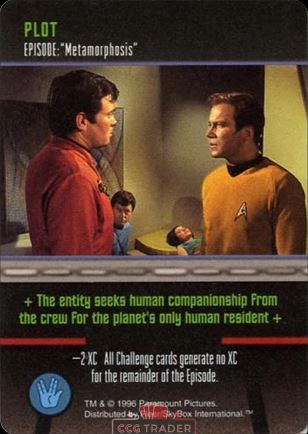 PLOT
EPISODE: "Metamorphosis"
+ The entity seeks human companionship from
the crew for the planet's only human resident +
–2 XC All Challenge cards generate no XC
for the remainder of the Episode.
TM & © 1996 Paramount Pictures.
Distributed by Fleer/SkyBox International.™
CCG TRADER